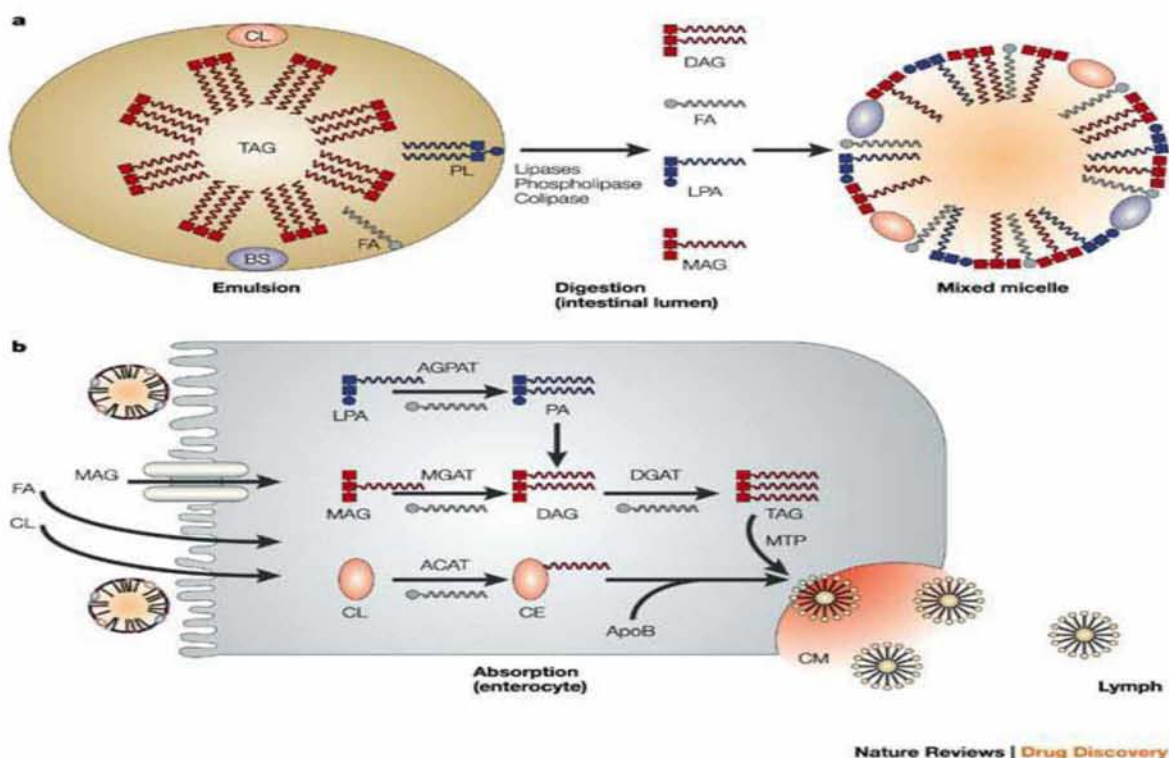 a
CL
TAG
PL
FA
BS
Emulsion
Lipases
Phospholipase
Colipase
DAG
FA
LPA
MAG
Digestion
(intestinal lumen)
Mixed micelle
b
AGPAT
LPA
PA
MAG
FA
CL
MGAT
DGAT
MAG
DAG
TAG
MTP
ACAT
CL
CE
ApoB
CM
Absorption
(enterocyte)
Lymph
Nature Reviews | Drug Discovery